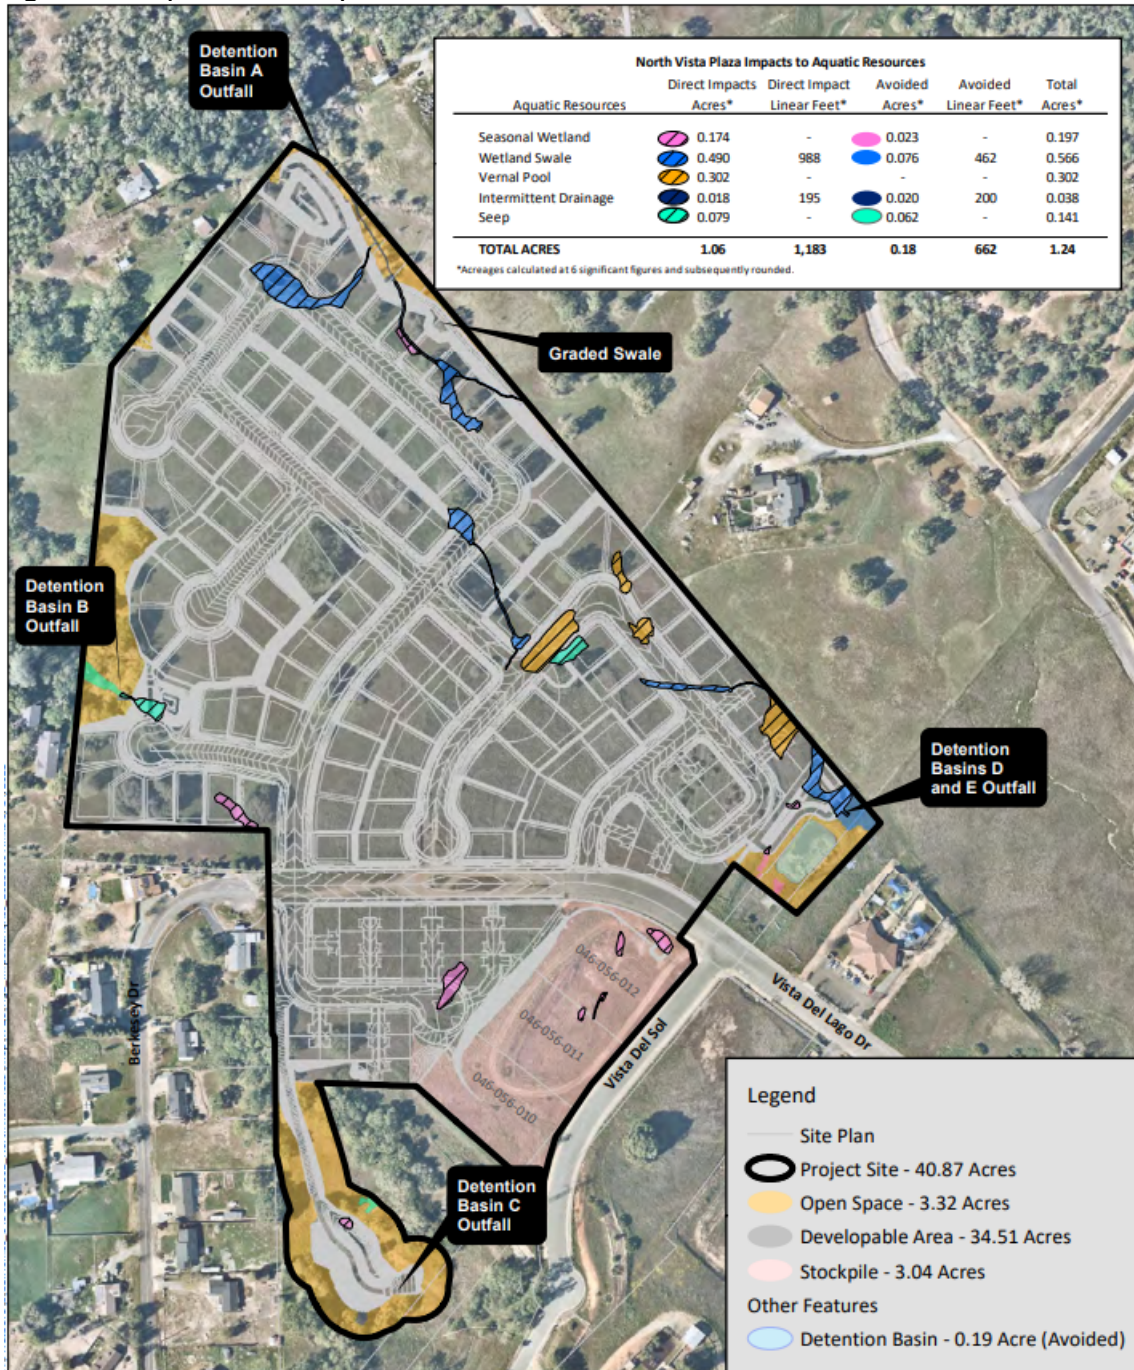 Detention
Basin A
Outfall
North Vista Plaza Impacts to Aquatic Resources
Direct Impacts Direct Impact Avoided Avoided Total
Aquatic Resources Acres* Linear Feet* Acres* Linear Feet* Acres*
Seasonal Wetland 0.174 - 0.023 - 0.197
Wetland Swale 0.490 988 0.076 462 0.566
Vernal Pool 0.302 - - - 0.302
Intermittent Drainage 0.018 195 0.020 200 0.038
Seep 0.079 - 0.062 - 0.141
TOTAL ACRES 1.06 1,183 0.18 662 1.24
*Acreages calculated at 6 significant figures and subsequently rounded.
Graded Swale
Detention
Basin B
Outfall
Detention
Basins D
and E Outfall
046-056-012
046-056-011
046-056-010
Vista Del Lago Dr
Vista Del Sol
Berkesey Dr
Detention
Basin C
Outfall
Legend
Site Plan
Project Site - 40.87 Acres
Open Space - 3.32 Acres
Developable Area - 34.51 Acres
Stockpile - 3.04 Acres
Other Features
Detention Basin - 0.19 Acre (Avoided)